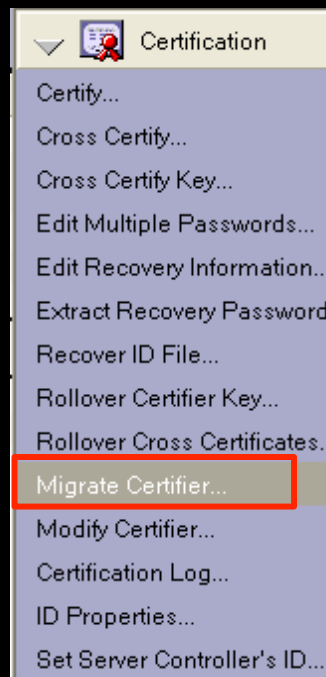 Certification
Certify...
Cross Certify...
Cross Certify Key...
Edit Multiple Passwords...
Edit Recovery Information..
Extract Recovery Password
Recover ID File...
Rollover Certifier Key...
Rollover Cross Certificates.
Migrate Certifier...
Modify Certifier...
Certification Log...
ID Properties...
Set Server Controller's ID...